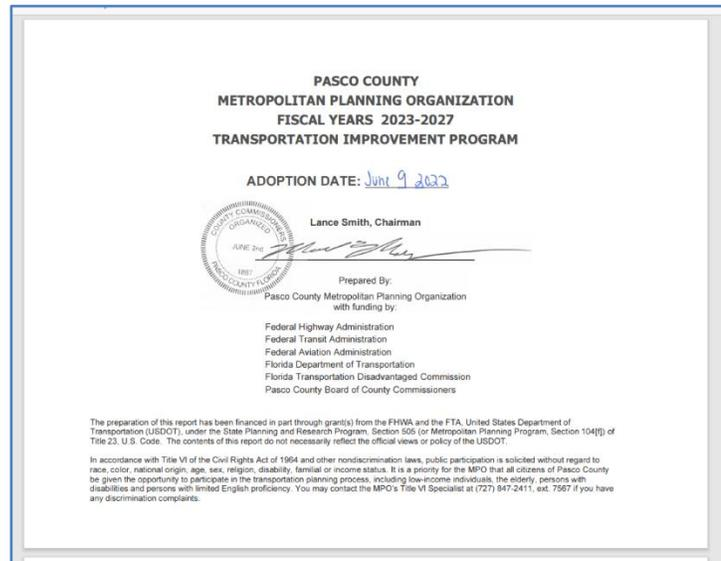 PASCO COUNTY
METROPOLITAN PLANNING ORGANIZATION
FISCAL YEARS 2023-2027
TRANSPORTATION IMPROVEMENT PROGRAM
ADOPTION DATE: June 9 2022
COUNTY COMMISSIONERS
ORGANIZED
JUNE 2nd
1887
PASCO COUNTY FLORIDA
Lance Smith, Chairman
Prepared By:
Pasco County Metropolitan Planning Organization
with funding by:
Federal Highway Administration
Federal Transit Administration
Federal Aviation Administration
Florida Department of Transportation
Florida Transportation Disadvantaged Commission
Pasco County Board of County Commissioners
The preparation of this report has been financed in part through grant(s) from the FHWA and the FTA, United States Department of
Transportation (USDOT), under the State Planning and Research Program, Section 505 (or Metropolitan Planning Program, Section 104[f]) of
Title 23, U.S. Code. The contents of this report do not necessarily reflect the official views or policy of the USDOT.
In accordance with Title VI of the Civil Rights Act of 1964 and other nondiscrimination laws, public participation is solicited without regard to
race, color, national origin, age, sex, religion, disability, familial or income status. It is a priority for the MPO that all citizens of Pasco County
be given the opportunity to participate in the transportation planning process, including low-income individuals, the elderly, persons with
disabilities and persons with limited English proficiency. You may contact the MPO's Title VI Specialist at (727) 847-2411, ext. 7567 if you have
any discrimination complaints.